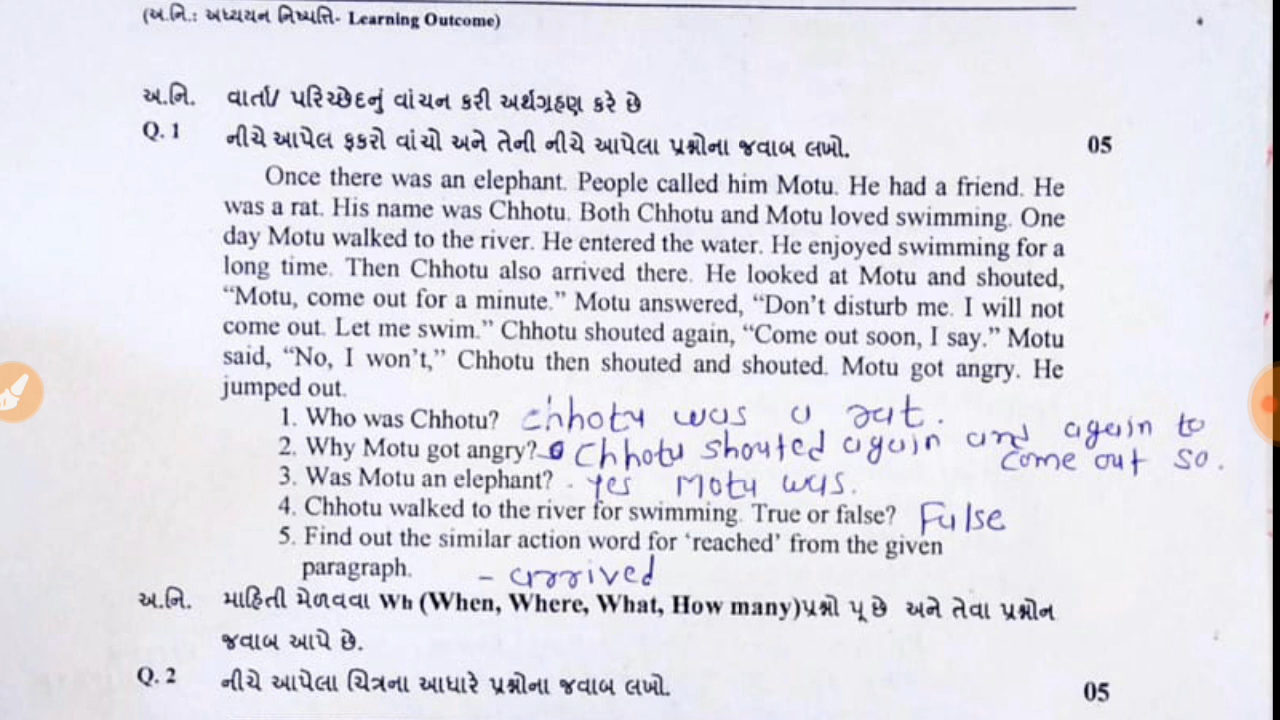 (અ.નિ.: અધ્યયન નિષ્પત્તિ- Learning Outcome)
અ.નિ. વાર્તા/ પરિચ્છેદનું વાંચન કરી અર્થગ્રહણ કરે છે
Q. 1 નીચે આપેલ ફકરો વાંચો અને તેની નીચે આપેલા પ્રશ્નોના જવાબ લખો. 05
Once there was an elephant. People called him Motu. He had a friend. He
was a rat. His name was Chhotu. Both Chhotu and Motu loved swimming. One
day Motu walked to the river. He entered the water. He enjoyed swimming for a
long time. Then Chhotu also arrived there. He looked at Motu and shouted,
“Motu, come out for a minute.” Motu answered, “Don’t disturb me. I will not
come out. Let me swim.” Chhotu shouted again, “Come out soon, I say.” Motu
said, “No, I won’t,” Chhotu then shouted and shouted. Motu got angry. He
jumped out.
1. Who was Chhotu? Chhotu was a rat.
2. Why Motu got angry? Chhotu shouted again and again to
come out so.
3. Was Motu an elephant? - yes Motu was.
4. Chhotu walked to the river for swimming. True or false? False
5. Find out the similar action word for ‘reached’ from the given
paragraph. - arrived
અ.નિ. માહિતી મેળવવા Wh (When, Where, What, How many)પ્રશ્નો પૂછે અને તેવા પ્રશ્નોન
જવાબ આપે છે.
Q. 2 નીચે આપેલા ચિત્રના આધારે પ્રશ્નોના જવાબ લખો. 05